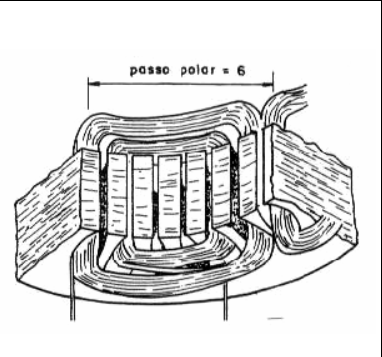 passo polar = 6